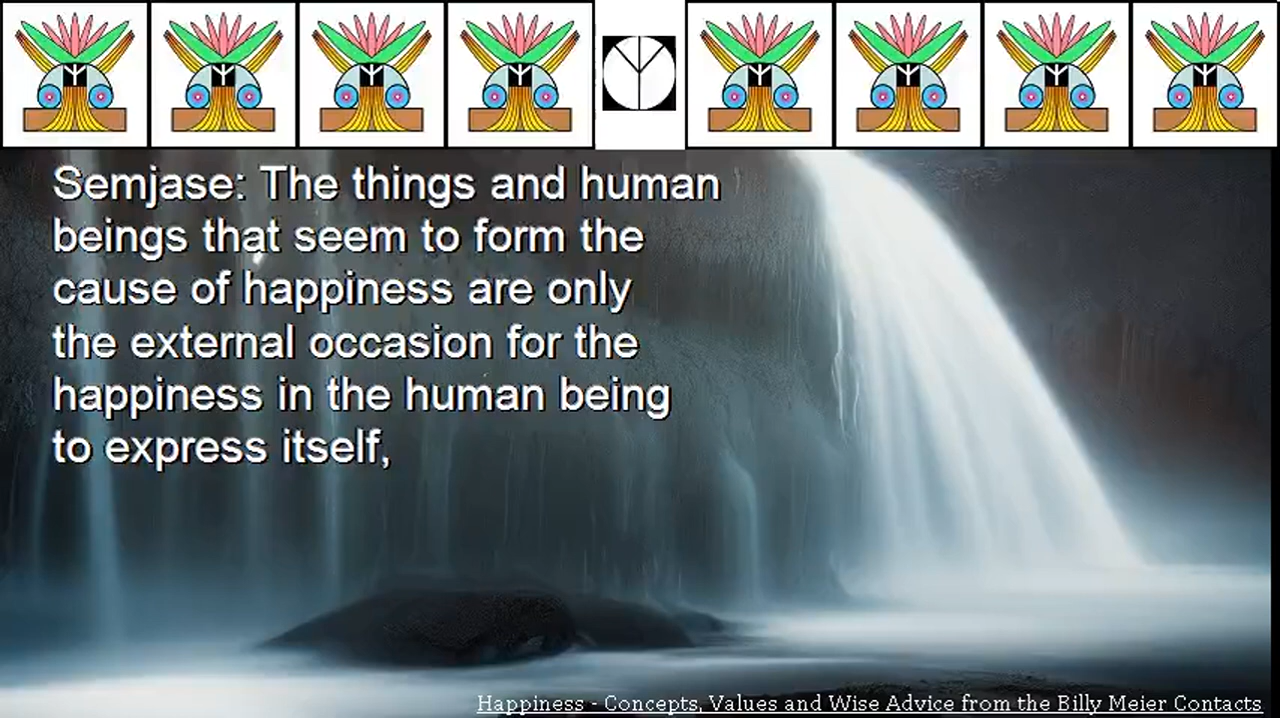 Semjase: The things and human
beings that seem to form the
cause of happiness are only
the external occasion for the
happiness in the human being
to express itself,
Happiness - Concepts, Values and Wise Advice from the Billy Meier Contacts